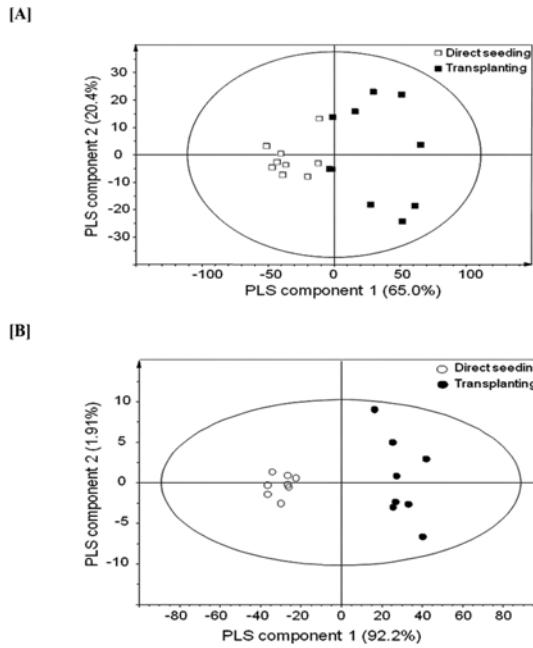 [A]
Direct seeding
Transplanting
30
20
10
0
-10
-20
-30
PLS component 2 (20.4%)
-100 -50 0 50 100
PLS component 1 (65.0%)
[B]
Direct seeding
Transplanting
10
5
0
-5
-10
PLS component 2 (1.91%)
-80 -60 -40 -20 0 20 40 60 80
PLS component 1 (92.2%)